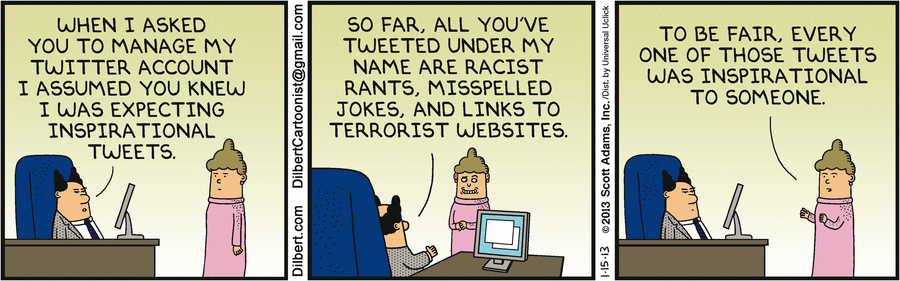 WHEN I ASKED
YOU TO MANAGE MY
TWITTER ACCOUNT
I ASSUMED YOU KNEW
I WAS EXPECTING
INSPIRATIONAL
TWEETS.
Dilbert.com DilbertCartoonist@gmail.com
SO FAR, ALL YOU'VE
TWEETED UNDER MY
NAME ARE RACIST
RANTS, MISSPELLED
JOKES, AND LINKS TO
TERRORIST WEBSITES.
1-15-13 © 2013 Scott Adams, Inc. /Dist. by Universal Uclick
TO BE FAIR, EVERY
ONE OF THOSE TWEETS
WAS INSPIRATIONAL
TO SOMEONE.